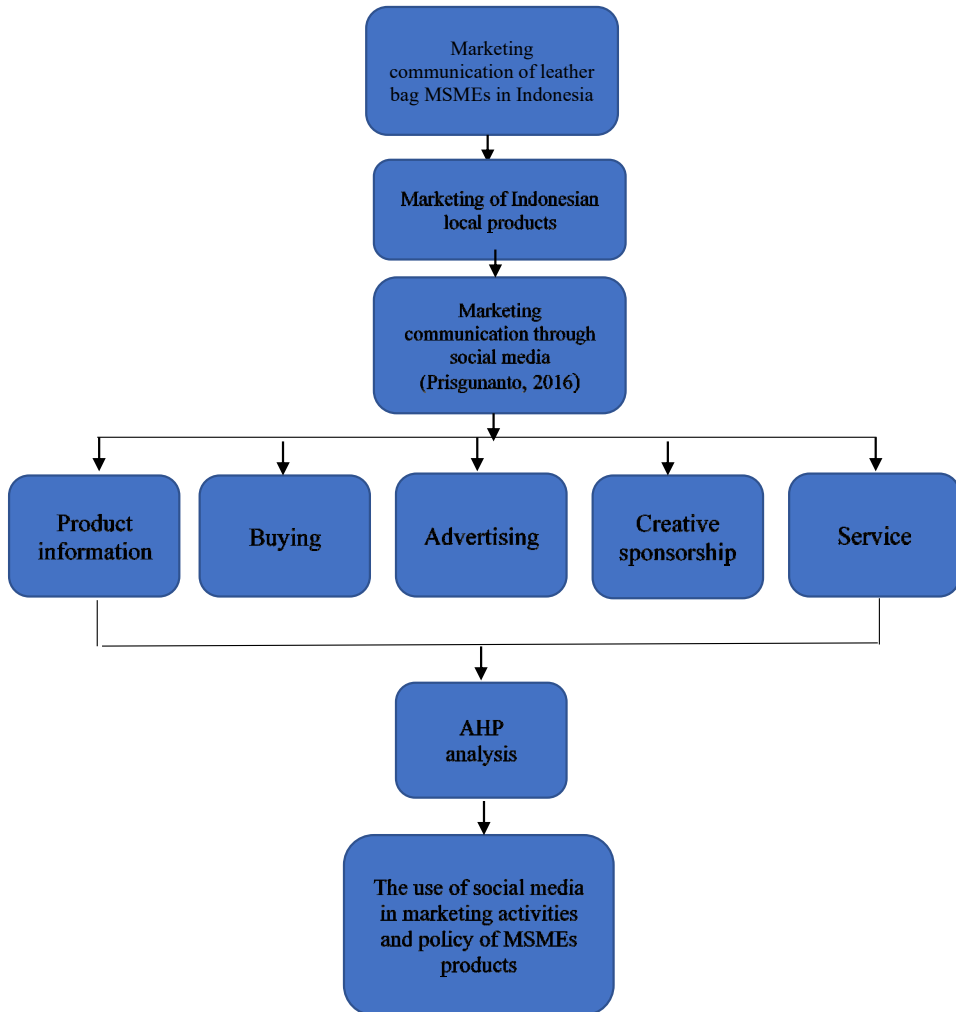 Marketing
communication of leather
bag MSMEs in Indonesia
Marketing of Indonesian
local products
Marketing
communication through
social media
(Prisgunanto, 2016)
Product
information
Buying
Advertising
Creative
sponsorship
Service
AHP
analysis
The use of social media
in marketing activities
and policy of MSMEs
products